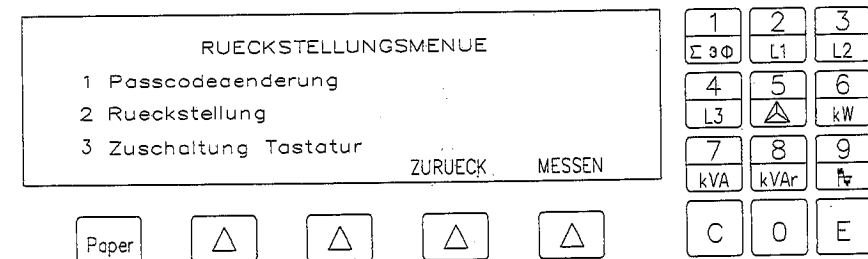 RUECKSTELLUNGSMENUE
1 Passcodeaenderung
2 Rueckstellung
3 Zuschaltung Tastatur
ZURUECK MESSEN
Paper
1 2 3
Σ 3Φ L1 L2
4 5 6
L3 kW
7 8 9
kVA kVAr
C 0 E